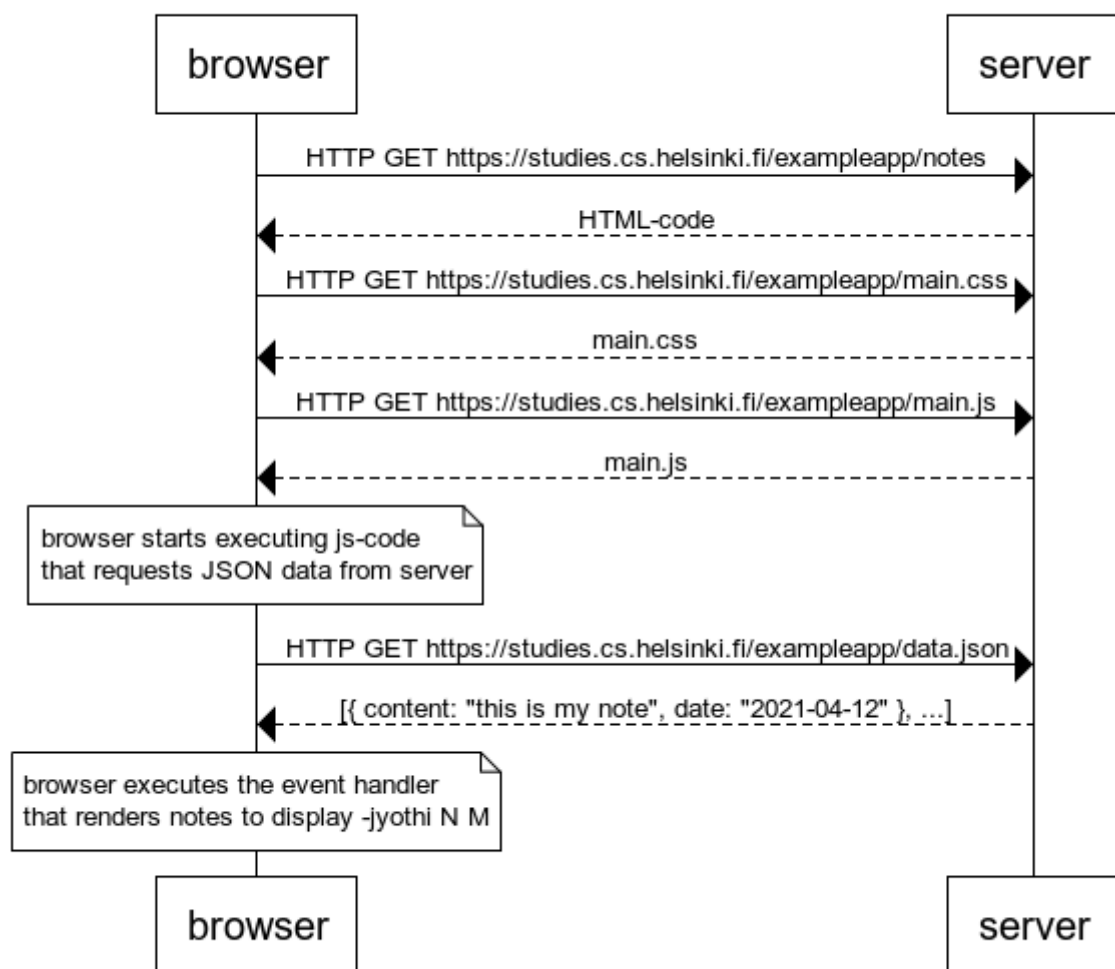 browser
server
HTTP GET https://studies.cs.helsinki.fi/exampleapp/notes
HTML-code
HTTP GET https://studies.cs.helsinki.fi/exampleapp/main.css
main.css
HTTP GET https://studies.cs.helsinki.fi/exampleapp/main.js
main.js
browser starts executing js-code
that requests JSON data from server
HTTP GET https://studies.cs.helsinki.fi/exampleapp/data.json
[{ content: "this is my note", date: "2021-04-12" }, ...]
browser executes the event handler
that renders notes to display -jyothi N M
browser
server